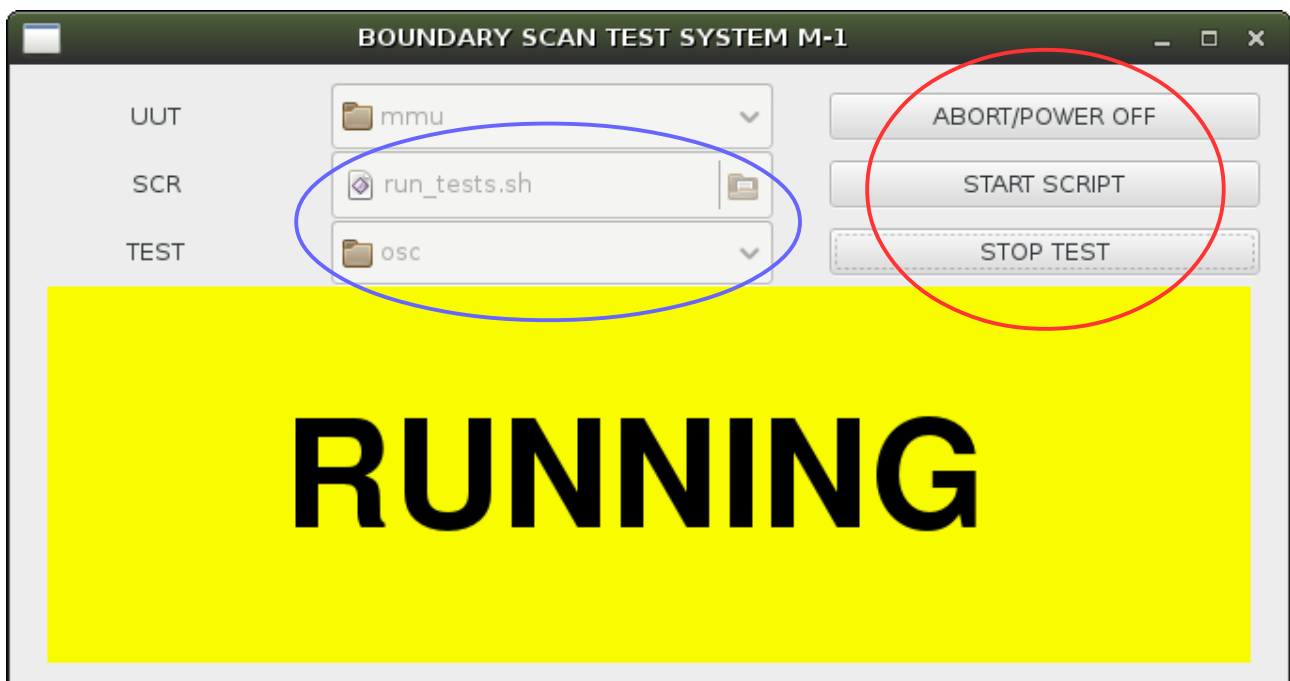 BOUNDARY SCAN TEST SYSTEM M-1
UUT mmu ABORT/POWER OFF
SCR run_tests.sh START SCRIPT
TEST osc STOP TEST
RUNNING